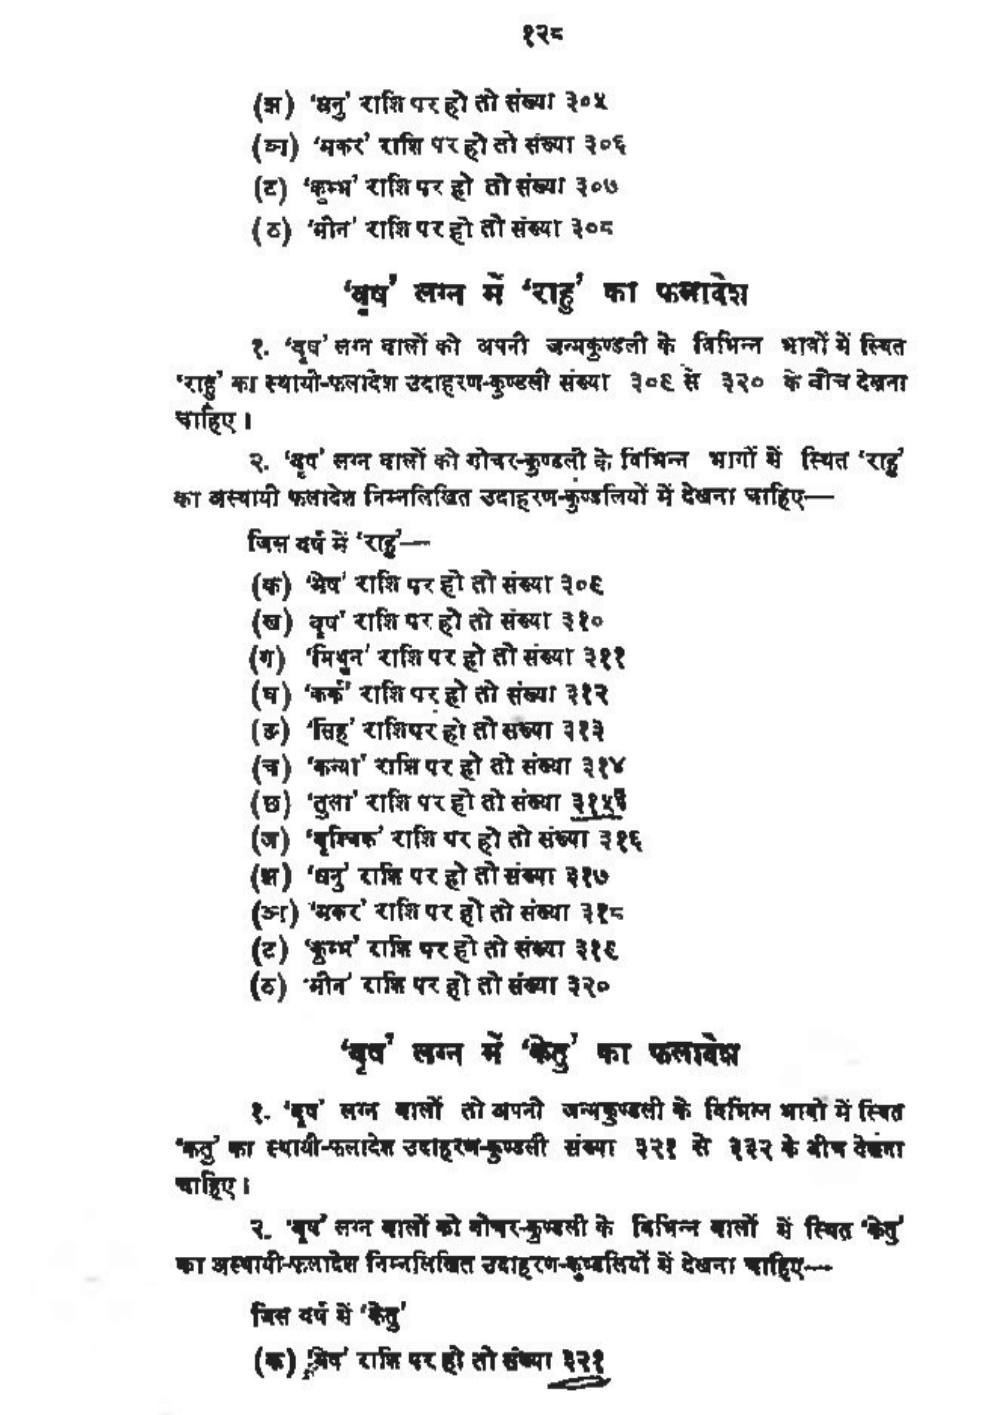 १२८
(झ) 'धनु' राशि पर हो तो संख्या ३०५
(ञ) 'मकर' राशि पर हो तो संख्या ३०६
(ट) 'कुम्भ' राशि पर हो तो संख्या ३०७
(ठ) 'मीन' राशि पर हो तो संख्या ३०८
'वृष' लग्न में 'राहु' का फलादेश
१. 'वृष' लग्न वालों को अपनी जन्मकुण्डली के विभिन्न भावों में स्थित
'राहु' का स्थायी-फलादेश उदाहरण-कुण्डली संख्या ३०९ से ३२० के बीच देखना
चाहिए।
२. 'वृष' लग्न वालों को गोचर-कुण्डली के विभिन्न भागों में स्थित 'राहु'
का अस्थायी फलादेश निम्नलिखित उदाहरण-कुण्डलियों में देखना चाहिए—
जिस वर्ष में 'राहु'—
(क) 'मेष' राशि पर हो तो संख्या ३०९
(ख) वृष' राशि पर हो तो संख्या ३१०
(ग) 'मिथुन' राशि पर हो तो संख्या ३११
(घ) 'कर्क' राशि पर हो तो संख्या ३१२
(ङ) 'सिंह' राशिपर हो तो संख्या ३१३
(च) 'कन्या' राशि पर हो तो संख्या ३१४
(छ) 'तुला' राशि पर हो तो संख्या ३१५
(ज) 'वृश्चिक' राशि पर हो तो संख्या ३१६
(झ) 'धनु' राशि पर हो तो संख्या ३१७
(ञ) 'मकर' राशि पर हो तो संख्या ३१८
(ट) 'कुम्भ' राशि पर हो तो संख्या ३१९
(ठ) 'मीन' राशि पर हो तो संख्या ३२०
'वृष' लग्न में 'केतु' का फलादेश
१. 'वृष' लग्न वालों तो अपनी जन्मकुण्डली के विभिन्न भावों में स्थित
'केतु' का स्थायी-फलादेश उदाहरण-कुण्डली संख्या ३२१ से ३३२ के बीच देखना
चाहिए।
२. 'वृष' लग्न वालों को गोचर-कुण्डली के विभिन्न वालों में स्थित 'केतु'
का अस्थायी-फलादेश निम्नलिखित उदाहरण-कुण्डलियों में देखना चाहिए—
जिस वर्ष में 'केतु'
(क) 'मेष' राशि पर हो तो संख्या ३२१